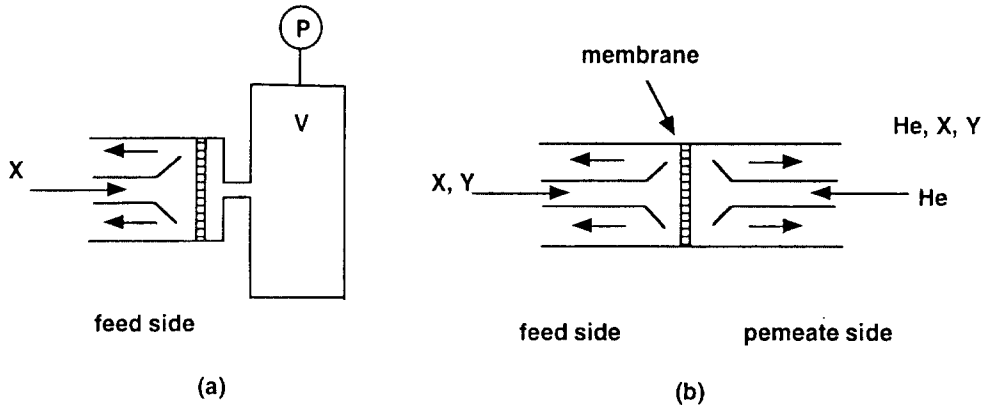 P
V
X
feed side
(a)
membrane
He, X, Y
X, Y
He
feed side
pemeate side
(b)